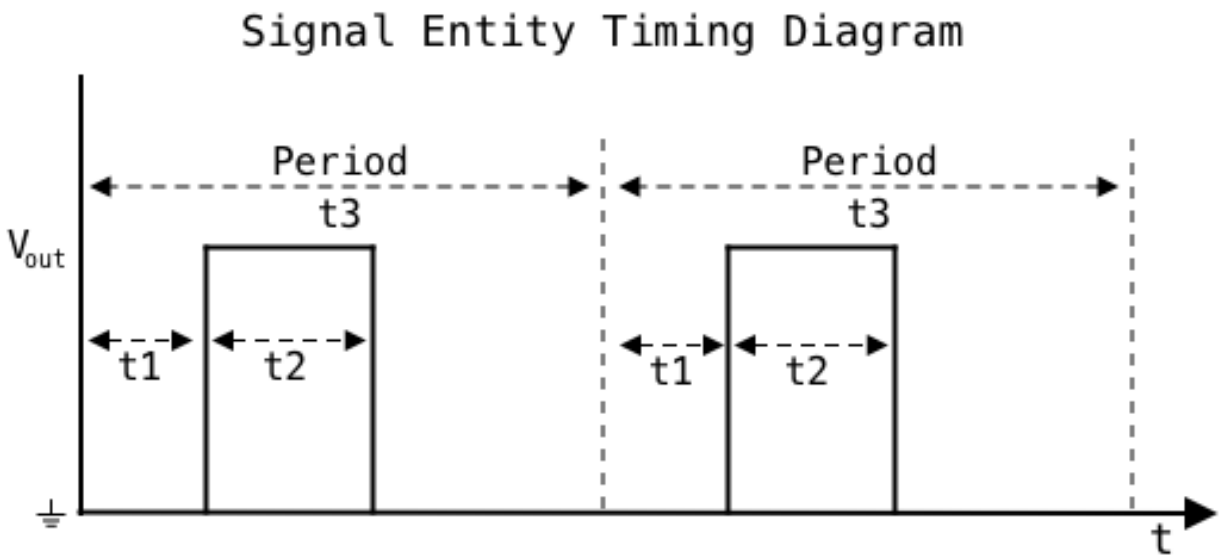 Signal Entity Timing Diagram
Period Period
t3 t3
Vout
t1 t2 t1 t2
t